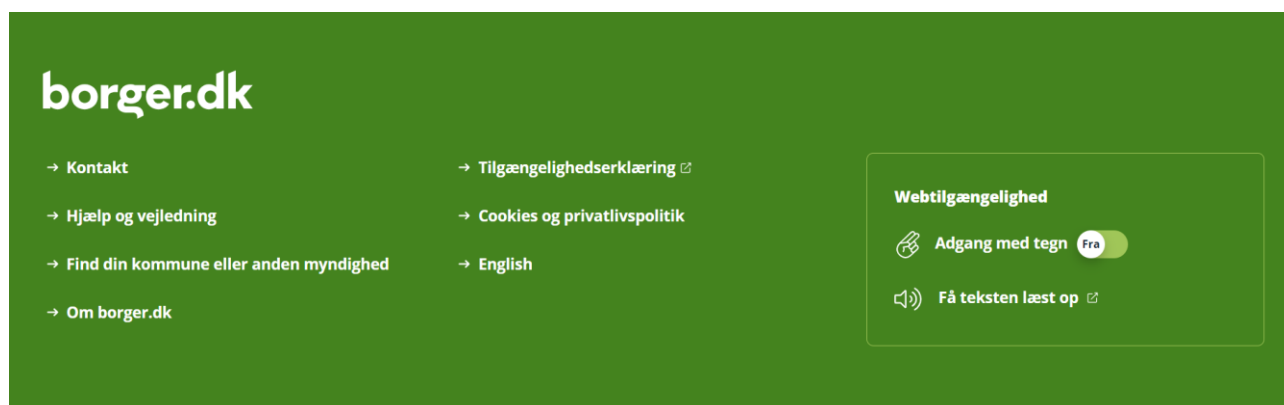 borger.dk
→ Kontakt
→ Hjælp og vejledning
→ Find din kommune eller anden myndighed
→ Om borger.dk
→ Tilgængelighedserklæring
→ Cookies og privatlivspolitik
→ English
Webtilgængelighed
Adgang med tegn Fra
Få teksten læst op